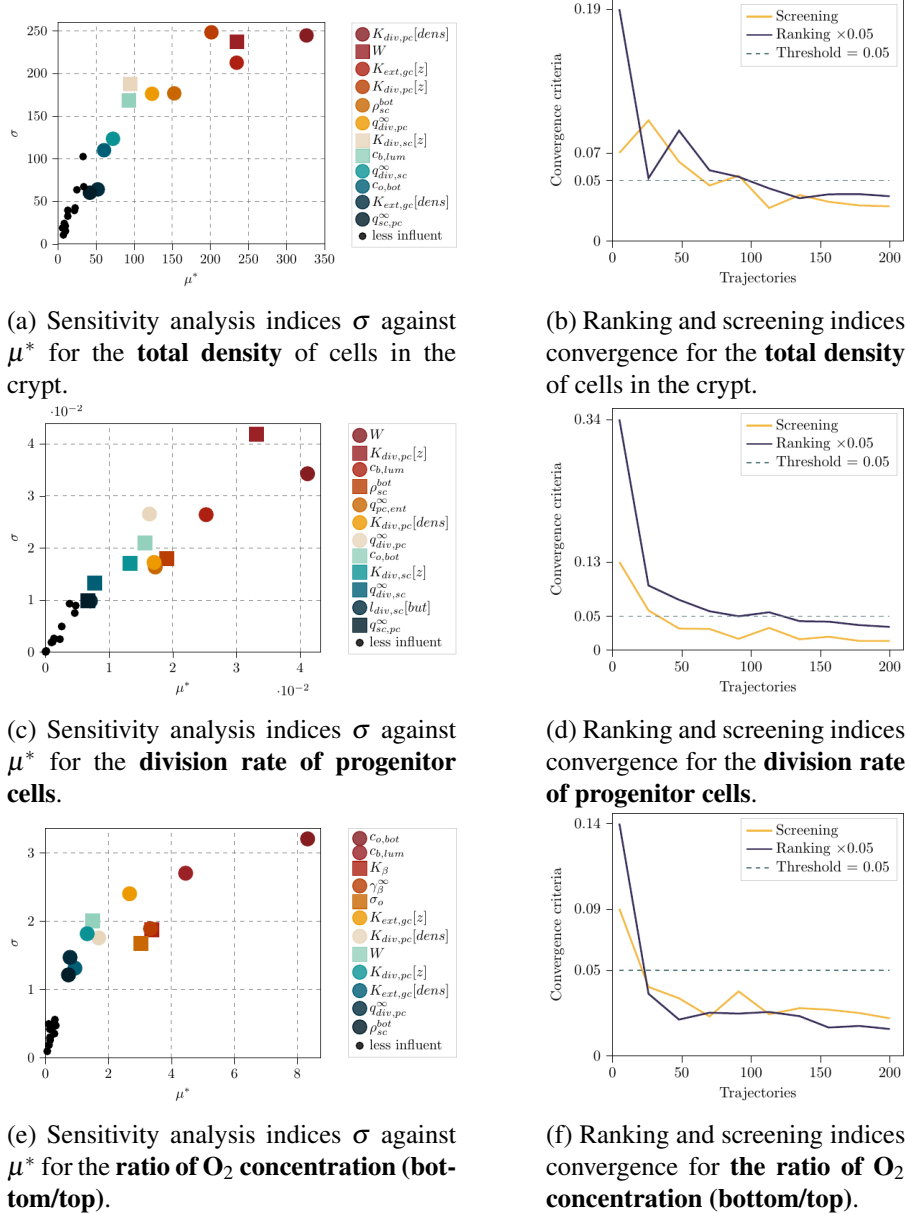 250
200
150
100
50
0
σ
0
50
100
150
200
250
300
350
μ*
K_{div,pc}[dens]
W
K_{ext,gc}[z]
K_{div,pc}[z]
ρ_{sc}^{bot}
q_{div,pc}^{∞}
K_{div,sc}[z]
c_{b,lum}
q_{div,sc}^{∞}
c_{o,bot}
K_{ext,gc}[dens]
q_{sc,pc}^{∞}
less influent
0.19
0.07
0.05
0
Convergence criteria
0
50
100
150
200
Trajectories
Screening
Ranking ×0.05
Threshold = 0.05
(a) Sensitivity analysis indices σ against
μ* for the total density of cells in the
crypt.
(b) Ranking and screening indices
convergence for the total density
of cells in the crypt.
·10⁻²
4
3
2
1
0
σ
0
1
2
3
4
μ*
·10⁻²
W
K_{div,pc}[z]
c_{b,lum}
ρ_{sc}^{bot}
q_{pc,ent}^{∞}
K_{div,pc}[dens]
q_{div,pc}^{∞}
c_{o,bot}
K_{div,sc}[z]
q_{div,sc}^{∞}
l_{div,sc}[but]
q_{sc,pc}^{∞}
less influent
0.34
0.13
0.05
0
Convergence criteria
0
50
100
150
200
Trajectories
Screening
Ranking ×0.05
Threshold = 0.05
(c) Sensitivity analysis indices σ against
μ* for the division rate of progenitor
cells.
(d) Ranking and screening indices
convergence for the division rate
of progenitor cells.
3
2
1
0
σ
0
2
4
6
8
μ*
c_{o,bot}
c_{b,lum}
K_β
γ_β^{∞}
σ_o
K_{ext,gc}[z]
K_{div,pc}[dens]
W
K_{div,pc}[z]
K_{ext,gc}[dens]
q_{div,pc}^{∞}
ρ_{sc}^{bot}
less influent
0.14
0.09
0.05
0
Convergence criteria
0
50
100
150
200
Trajectories
Screening
Ranking ×0.05
Threshold = 0.05
(e) Sensitivity analysis indices σ against
μ* for the ratio of O₂ concentration (bot-
tom/top).
(f) Ranking and screening indices
convergence for the ratio of O₂
concentration (bottom/top).